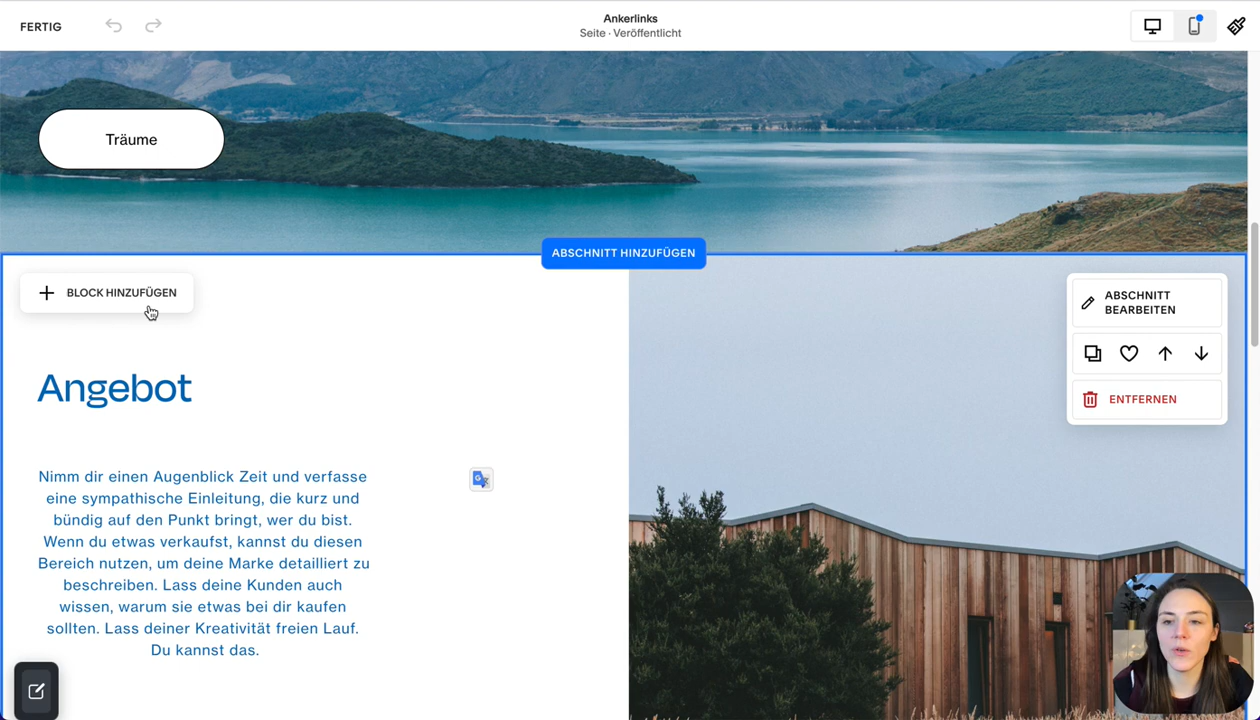 FERTIG
Ankerlinks
Seite · Veröffentlicht
Träume
ABSCHNITT HINZUFÜGEN
BLOCK HINZUFÜGEN
ABSCHNITT
BEARBEITEN
ENTFERNEN
Angebot
Nimm dir einen Augenblick Zeit und verfasse
eine sympathische Einleitung, die kurz und
bündig auf den Punkt bringt, wer du bist.
Wenn du etwas verkaufst, kannst du diesen
Bereich nutzen, um deine Marke detailliert zu
beschreiben. Lass deine Kunden auch
wissen, warum sie etwas bei dir kaufen
sollten. Lass deiner Kreativität freien Lauf.
Du kannst das.